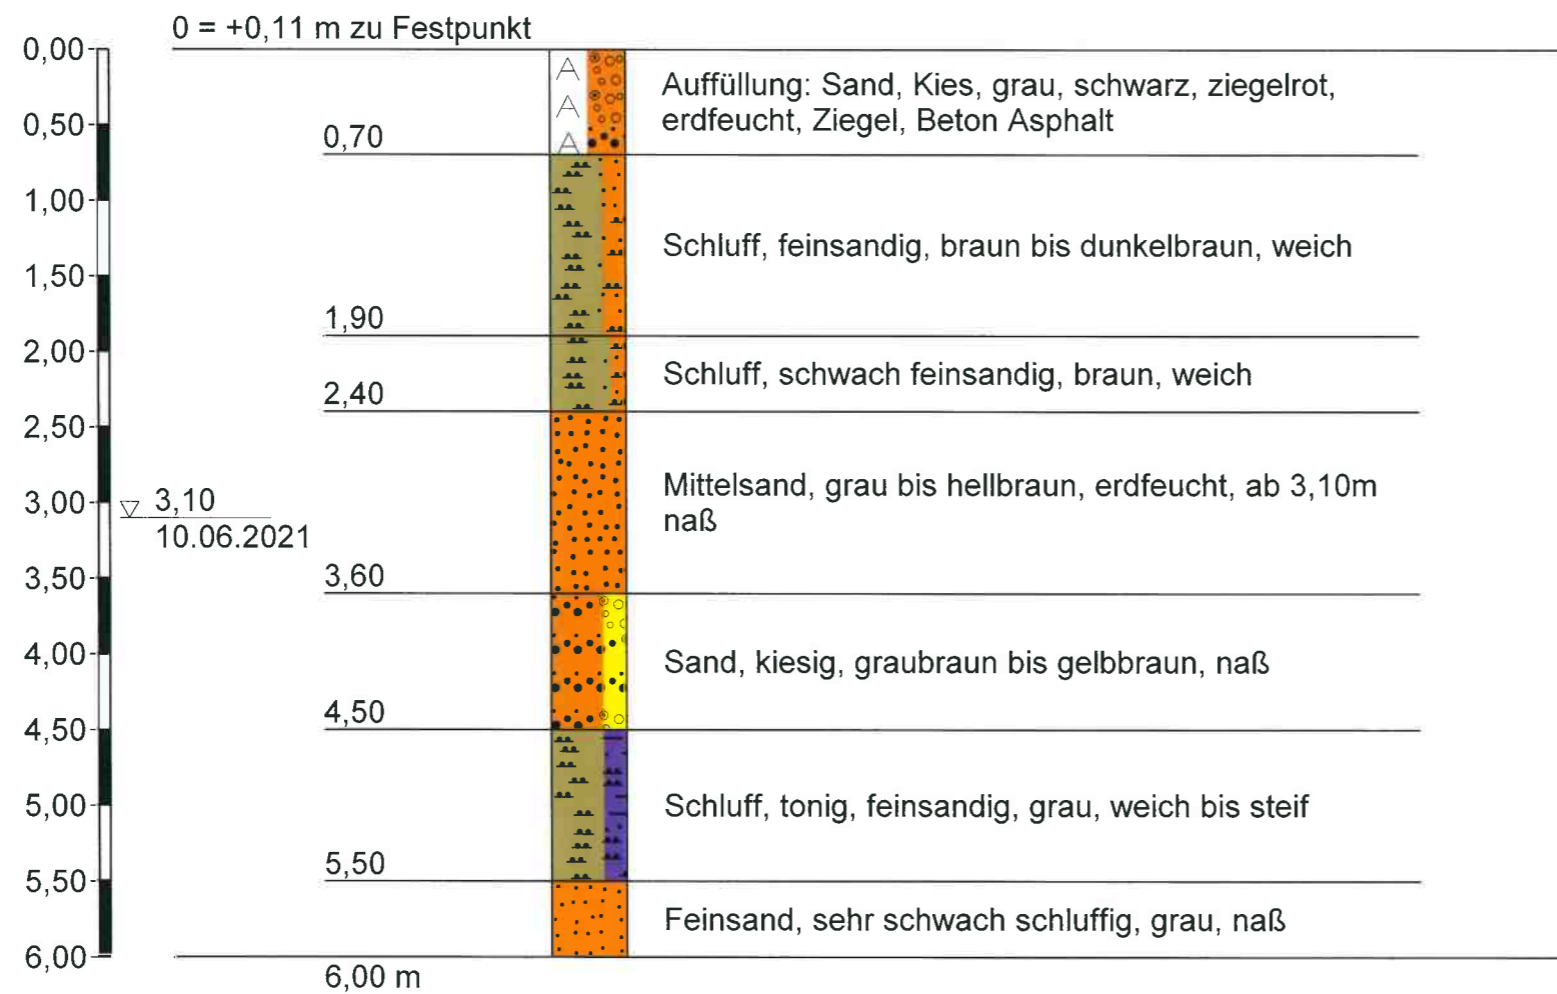 0 = +0,11 m zu Festpunkt
0,00
Auffüllung: Sand, Kies, grau, schwarz, ziegelrot,
erdfeucht, Ziegel, Beton Asphalt
A
A
A
0,50
0,70
1,00
Schluff, feinsandig, braun bis dunkelbraun, weich
1,50
1,90
2,00
Schluff, schwach feinsandig, braun, weich
2,40
2,50
Mittelsand, grau bis hellbraun, erdfeucht, ab 3,10m
naß
3,00
3,10
10.06.2021
3,50
3,60
4,00
Sand, kiesig, graubraun bis gelbbraun, naß
4,50
4,50
5,00
Schluff, tonig, feinsandig, grau, weich bis steif
5,50
5,50
Feinsand, sehr schwach schluffig, grau, naß
6,00
6,00 m